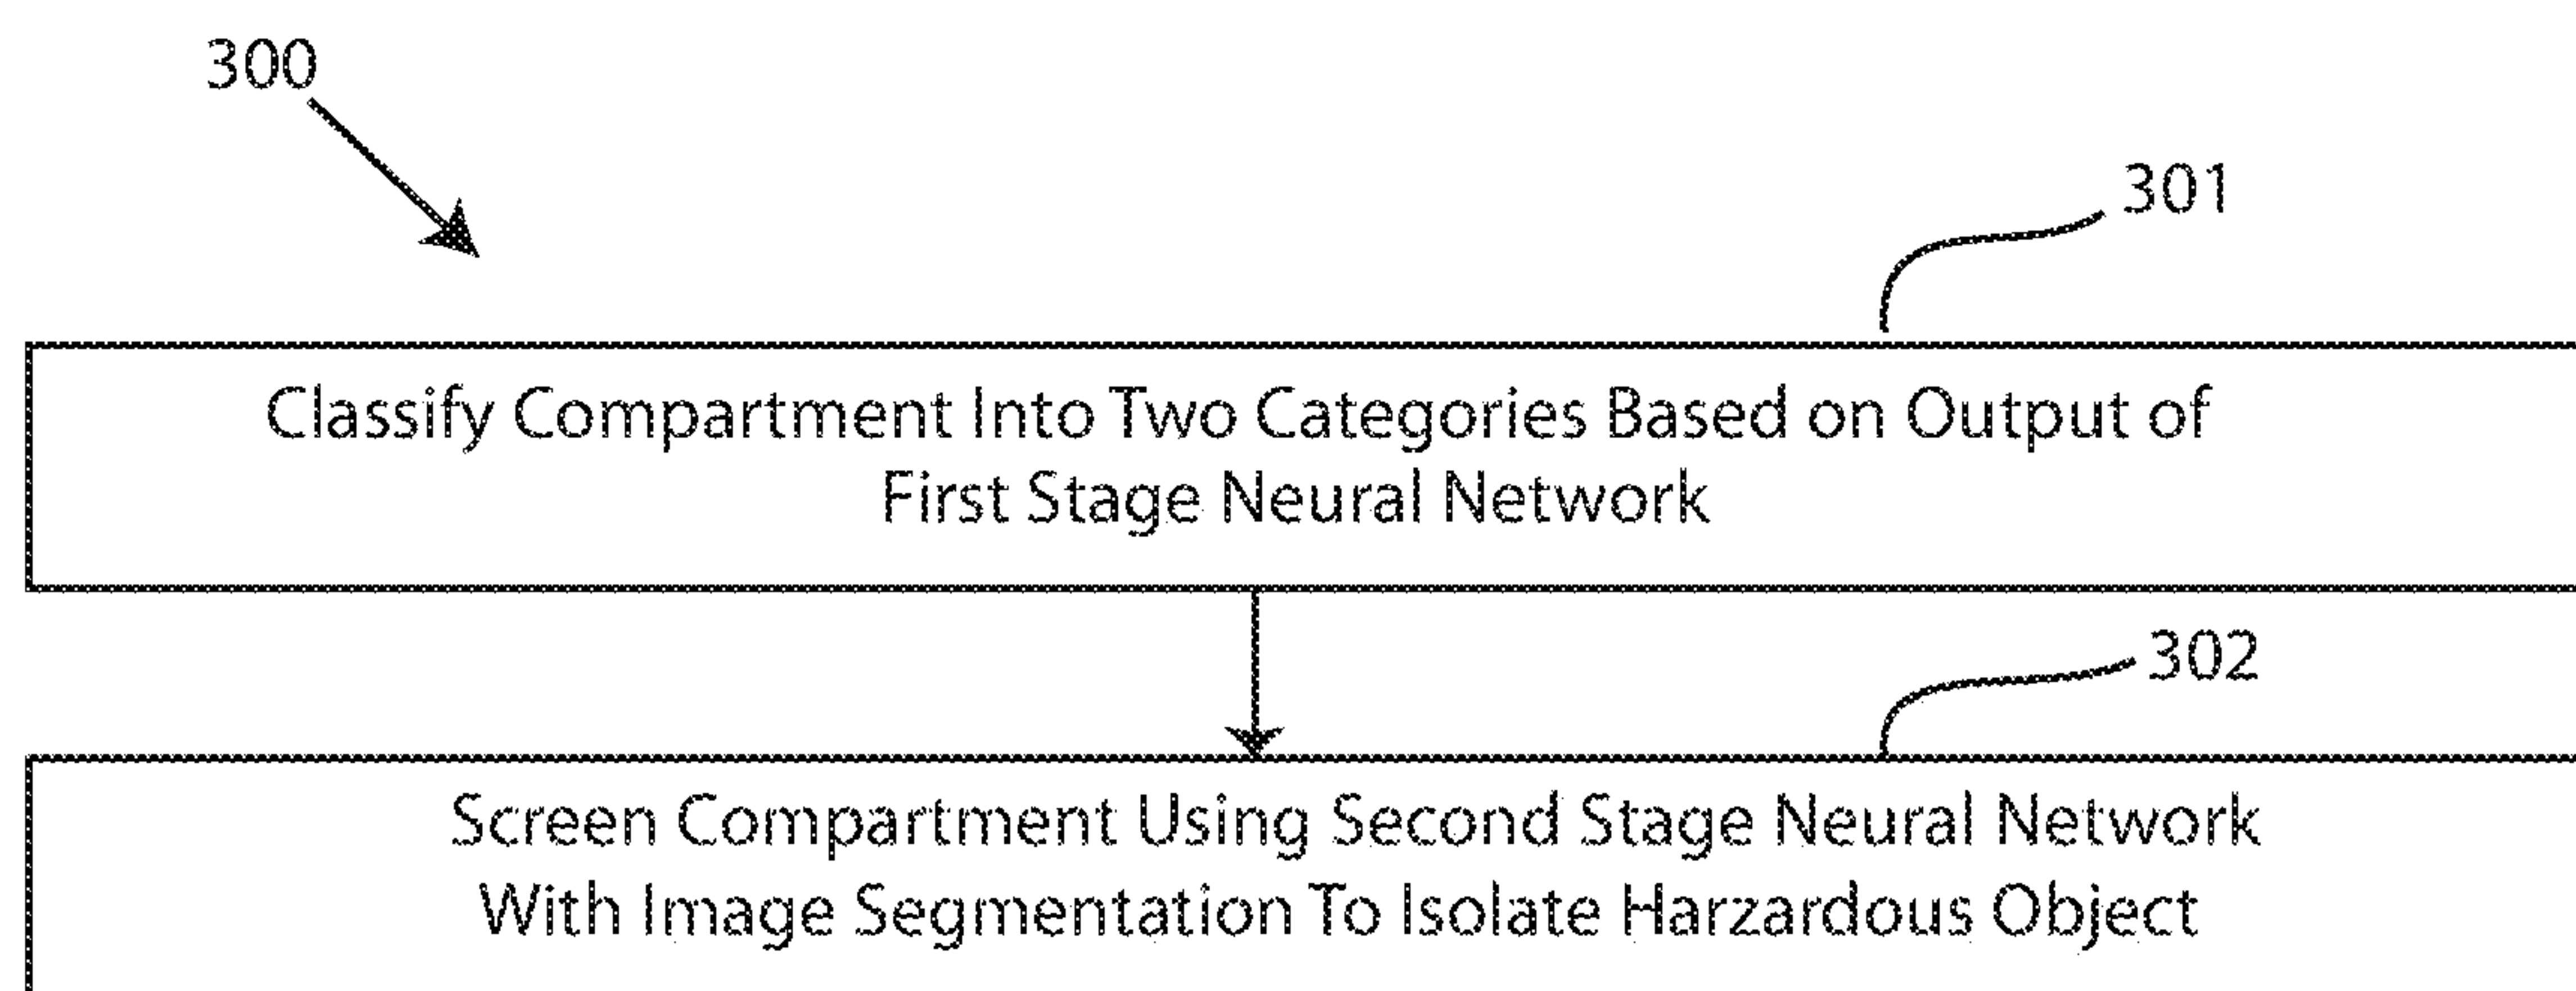 300
301
Classify Compartment Into Two Categories Based on Output of
First Stage Neural Network
302
Screen Compartment Using Second Stage Neural Network
With Image Segmentation To Isolate Harzardous Object